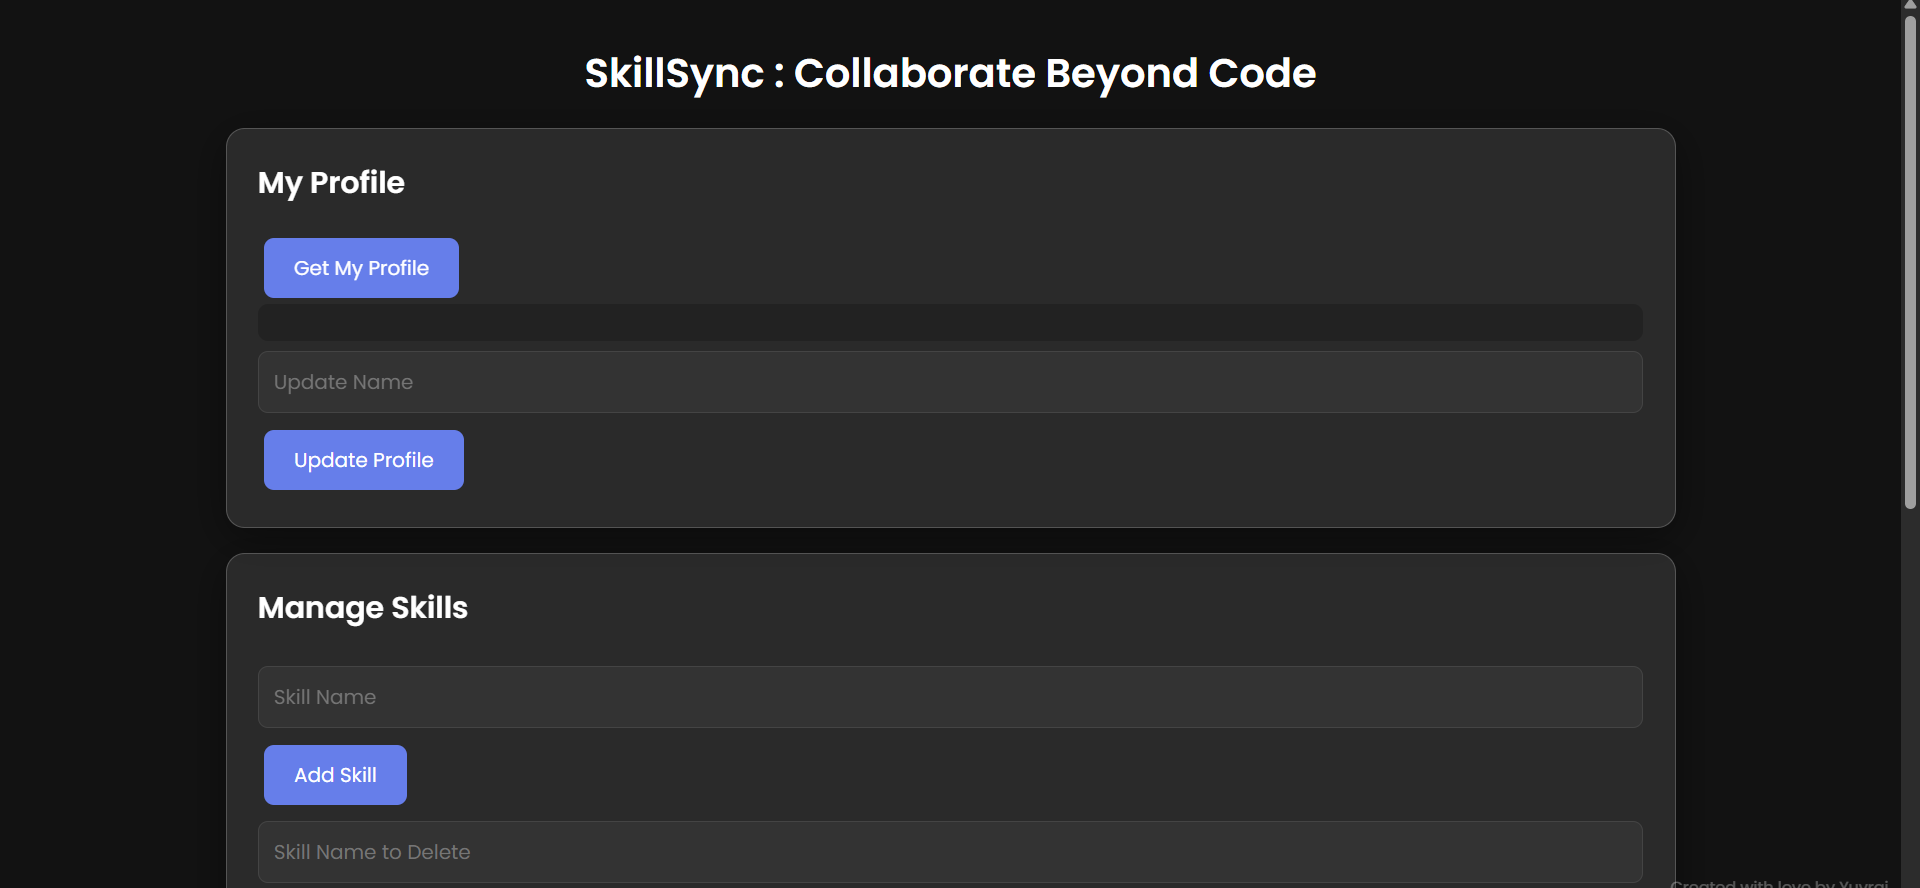 SkillSync : Collaborate Beyond Code
My Profile
Get My Profile
Update Name
Update Profile
Manage Skills
Skill Name
Add Skill
Skill Name to Delete
Created with love by Yuvraj